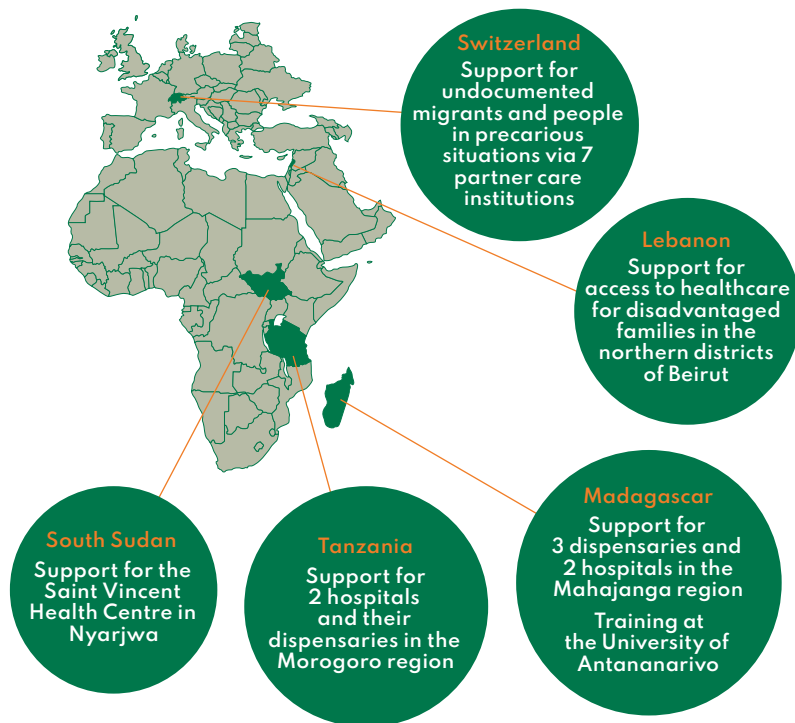 Switzerland
Support for
undocumented
migrants and people
in precarious
situations via 7
partner care
institutions
Lebanon
Support for
access to healthcare
for disadvantaged
families in the
northern districts
of Beirut
South Sudan
Support for the
Saint Vincent
Health Centre in
Nyarjwa
Tanzania
Support for
2 hospitals
and their
dispensaries in the
Morogoro region
Madagascar
Support for
3 dispensaries and
2 hospitals in the
Mahajanga region
Training at
the University of
Antananarivo